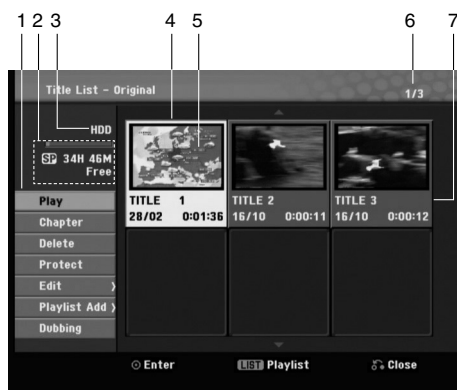 1 2 3 4 5 6 7
Title List - Original 1/3
HDD
SP 34H 46M
Free
Play
Chapter
Delete
Protect
Edit
Playlist Add
Dubbing
TITLE 1
28/02 0:01:36
TITLE 2
16/10 0:00:11
TITLE 3
16/10 0:00:12
Enter LIST Playlist Close